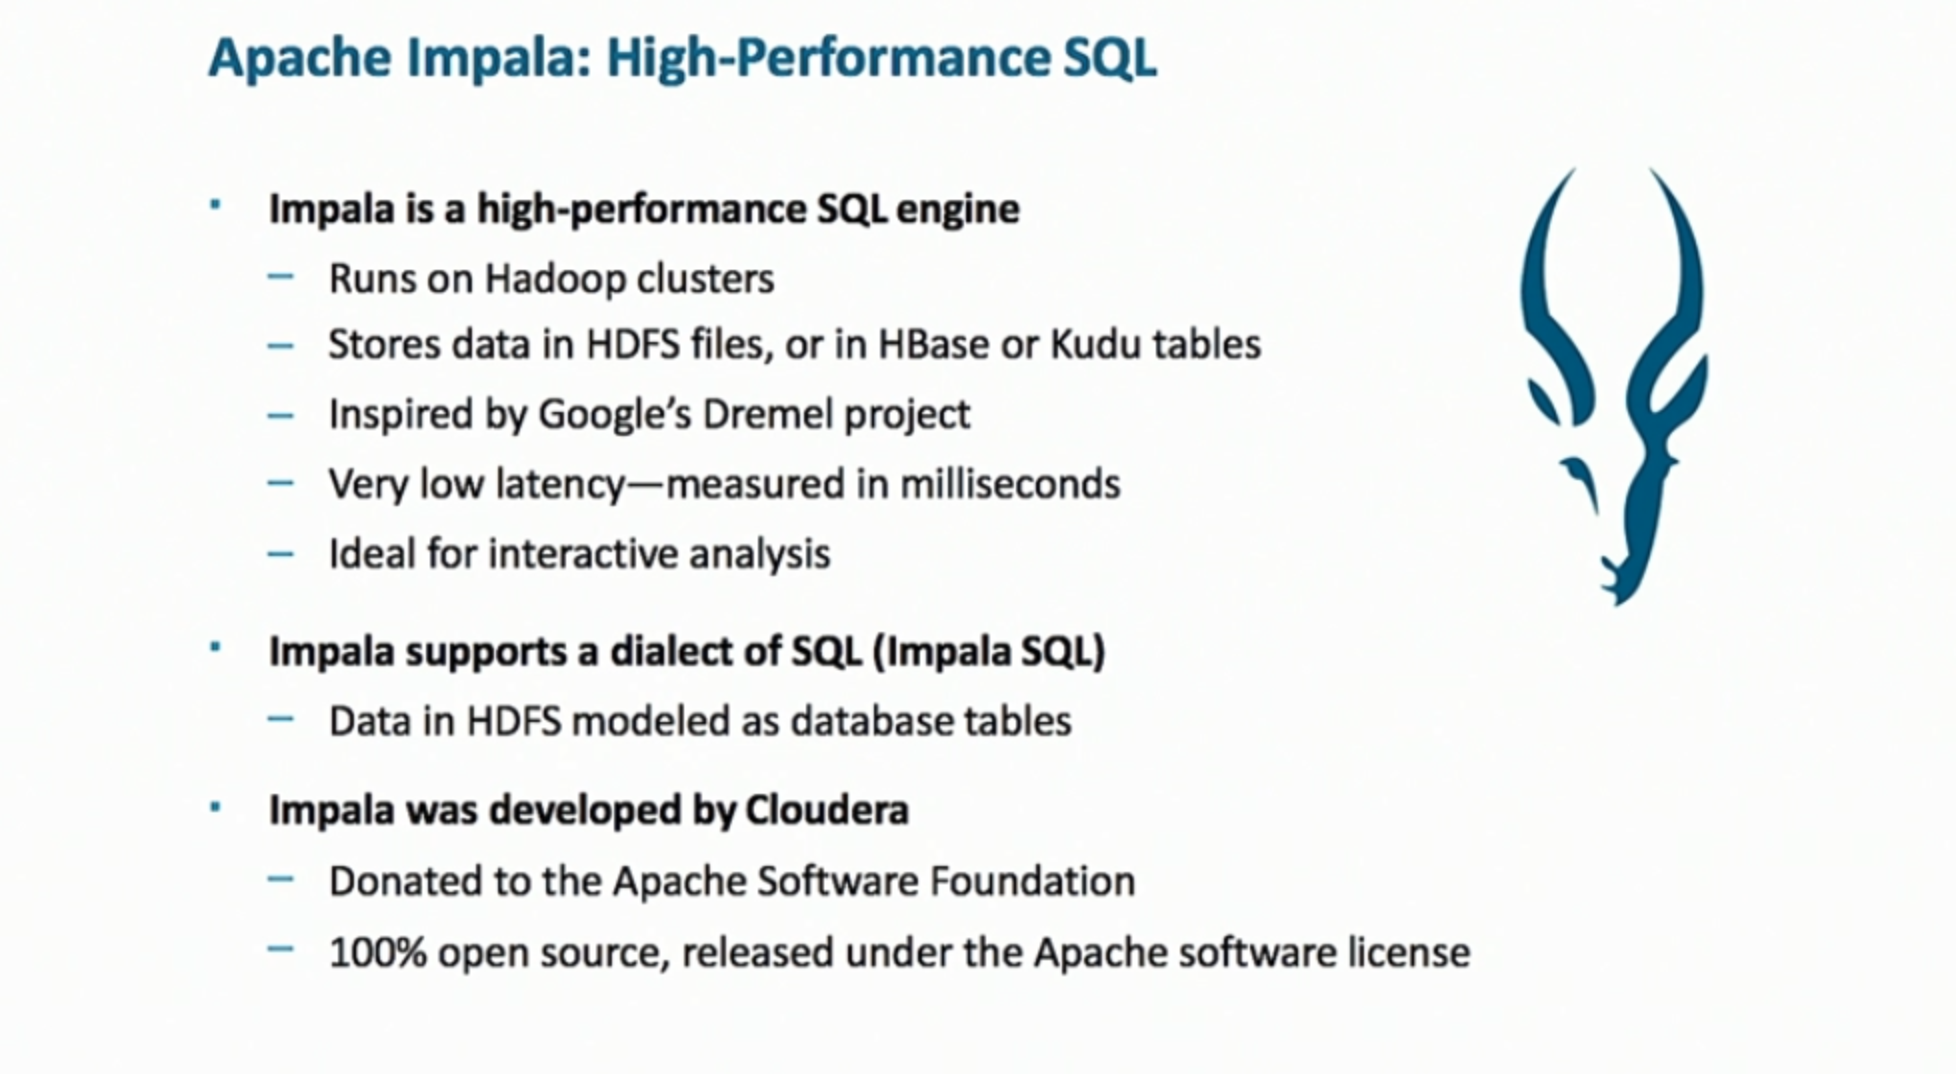 Apache Impala: High-Performance SQL
▪ Impala is a high-performance SQL engine
– Runs on Hadoop clusters
– Stores data in HDFS files, or in HBase or Kudu tables
– Inspired by Google’s Dremel project
– Very low latency—measured in milliseconds
– Ideal for interactive analysis
▪ Impala supports a dialect of SQL (Impala SQL)
– Data in HDFS modeled as database tables
▪ Impala was developed by Cloudera
– Donated to the Apache Software Foundation
– 100% open source, released under the Apache software license